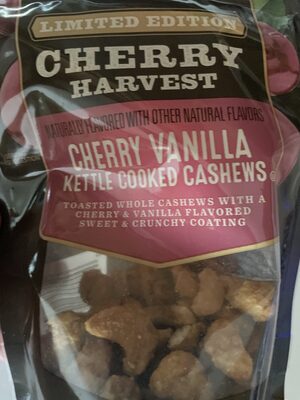 LIMITED EDITION
CHERRY
HARVEST
NATURALLY FLAVORED WITH OTHER NATURAL FLAVORS
CHERRY VANILLA
KETTLE COOKED CASHEWS
TOASTED WHOLE CASHEWS WITH A
CHERRY & VANILLA FLAVORED
SWEET & CRUNCHY COATING